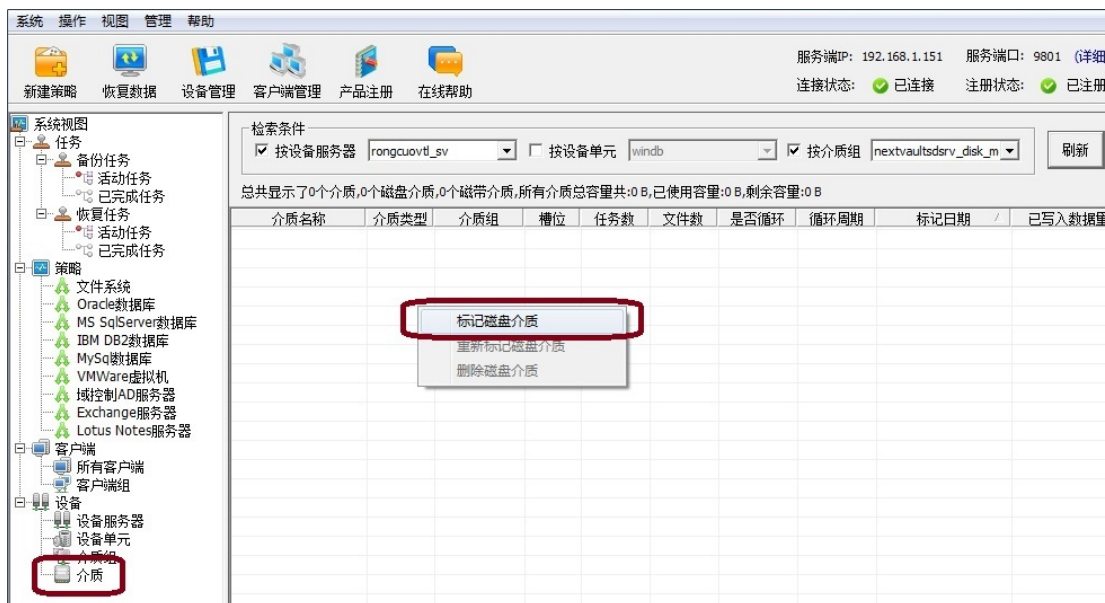 系统 操作 视图 管理 帮助
新建策略 恢复数据 设备管理 客户端管理 产品注册 在线帮助
服务端IP: 192.168.1.151 服务端口: 9801 (详细
连接状态: 已连接 注册状态: 已注册
系统视图
任务
备份任务
活动任务
已完成任务
恢复任务
活动任务
已完成任务
策略
文件系统
Oracle数据库
MS SqlServer数据库
IBM DB2数据库
MySql数据库
VMWare虚拟机
域控制AD服务器
Exchange服务器
Lotus Notes服务器
客户端
所有客户端
客户端组
设备
设备服务器
设备单元
介质组
介质
检索条件
按设备服务器 rongcuovtl_sv 按设备单元 windb 按介质组 nextvaultsdsrv_disk_m 刷新
总共显示了0个介质,0个磁盘介质,0个磁带介质,所有介质总容量共:0 B,已使用容量:0 B,剩余容量:0 B
介质名称 介质类型 介质组 槽位 任务数 文件数 是否循环 循环周期 标记日期 已写入数据量
标记磁盘介质
重新标记磁盘介质
删除磁盘介质